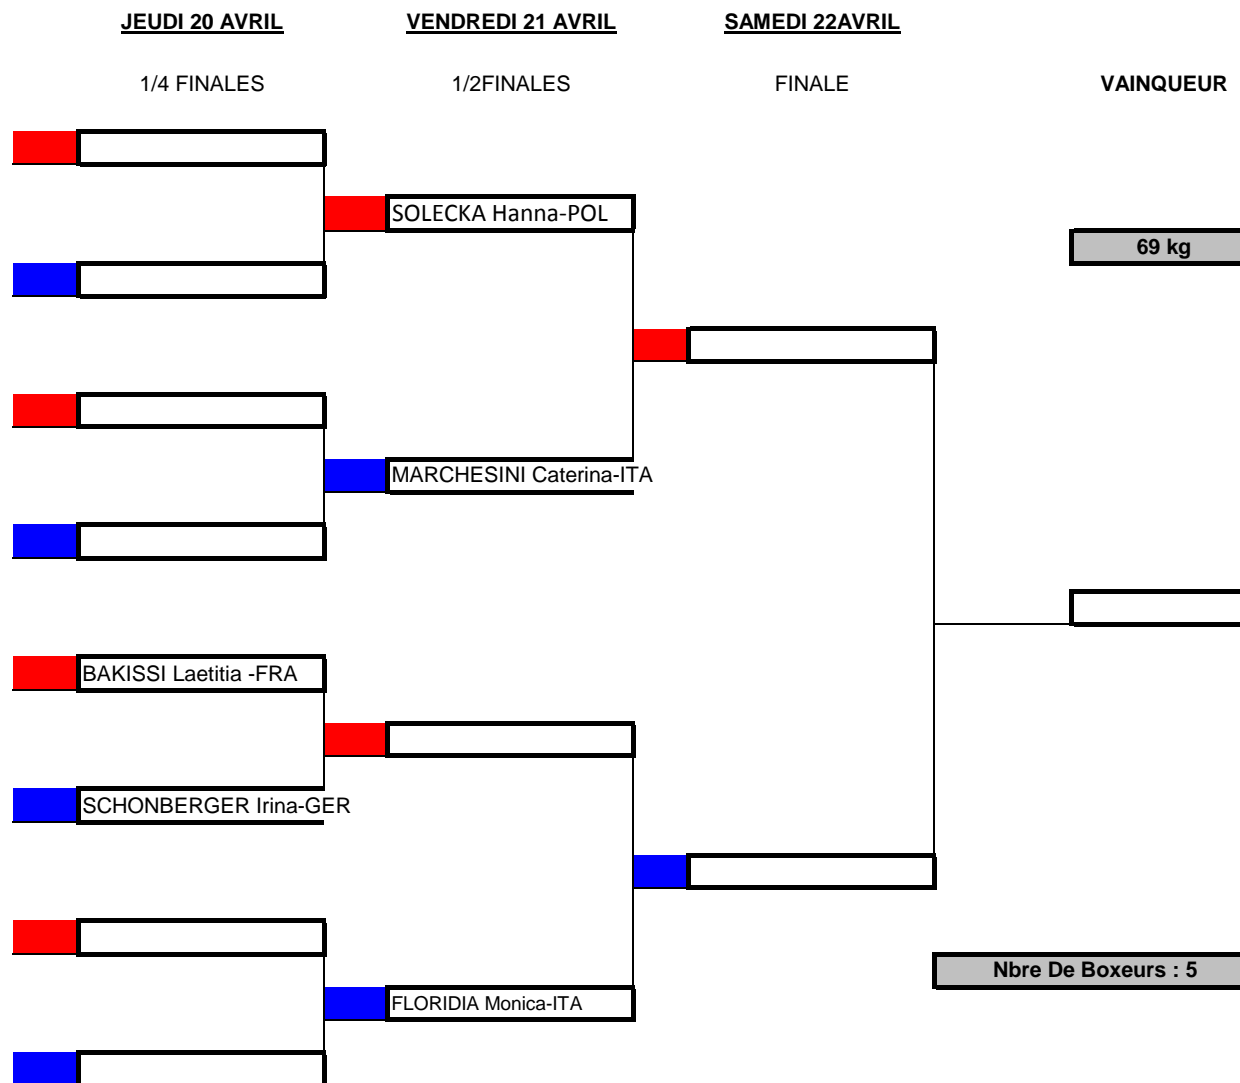 JEUDI 20 AVRIL
VENDREDI 21 AVRIL
SAMEDI 22AVRIL
1/4 FINALES
1/2FINALES
FINALE
VAINQUEUR
SOLECKA Hanna-POL
69 kg
MARCHESINI Caterina-ITA
BAKISSI Laetitia -FRA
SCHONBERGER Irina-GER
Nbre De Boxeurs : 5
FLORIDIA Monica-ITA